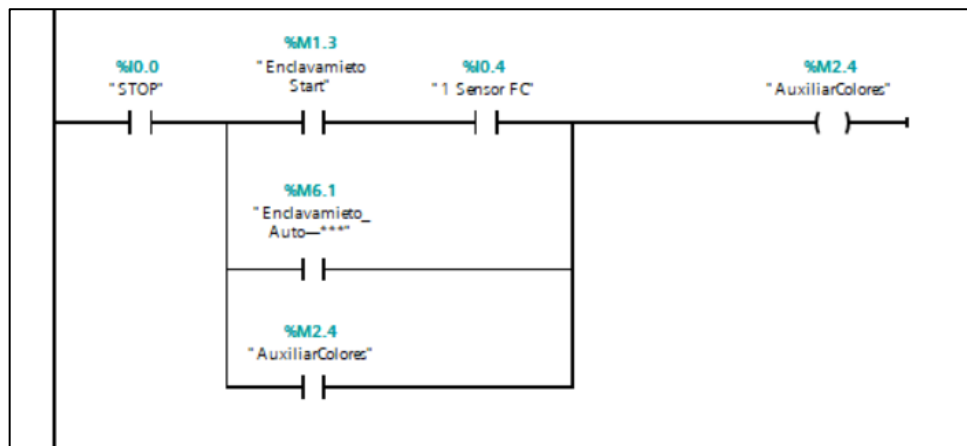 %M1.3
%I0.0
"Enclavamieto
%I0.4
%M2.4
"STOP"
Start"
"1 Sensor FC"
"AuxiliarColores"
%M6.1
"Enclavamieto_
Auto—***"
%M2.4
"AuxiliarColores"